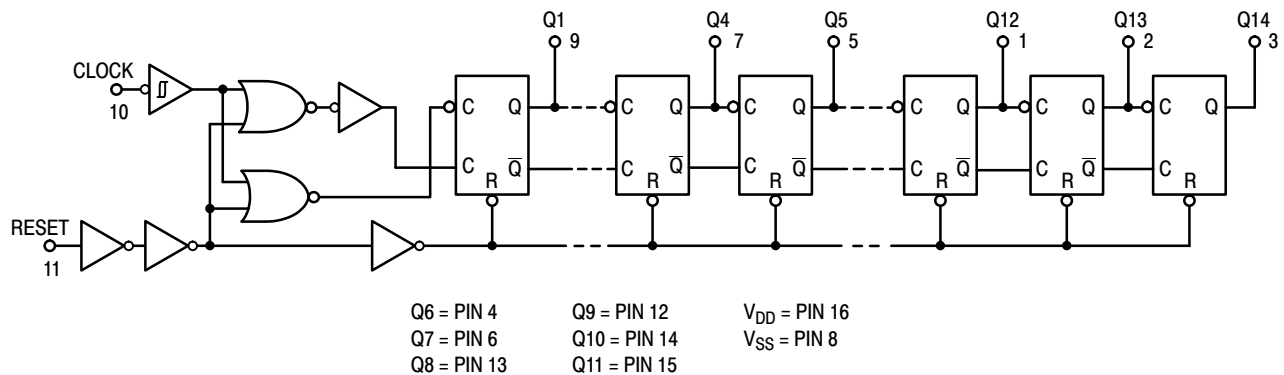 Q1 Q4 Q5 Q12 Q13 Q14
9 7 5 1 2 3
CLOCK
10
C Q C Q C Q C Q C Q C Q
C Q̅ C Q̅ C Q̅ C Q̅ C Q̅ C
R R R R R R
RESET
11
Q6 = PIN 4 Q9 = PIN 12 V_DD = PIN 16
Q7 = PIN 6 Q10 = PIN 14 V_SS = PIN 8
Q8 = PIN 13 Q11 = PIN 15